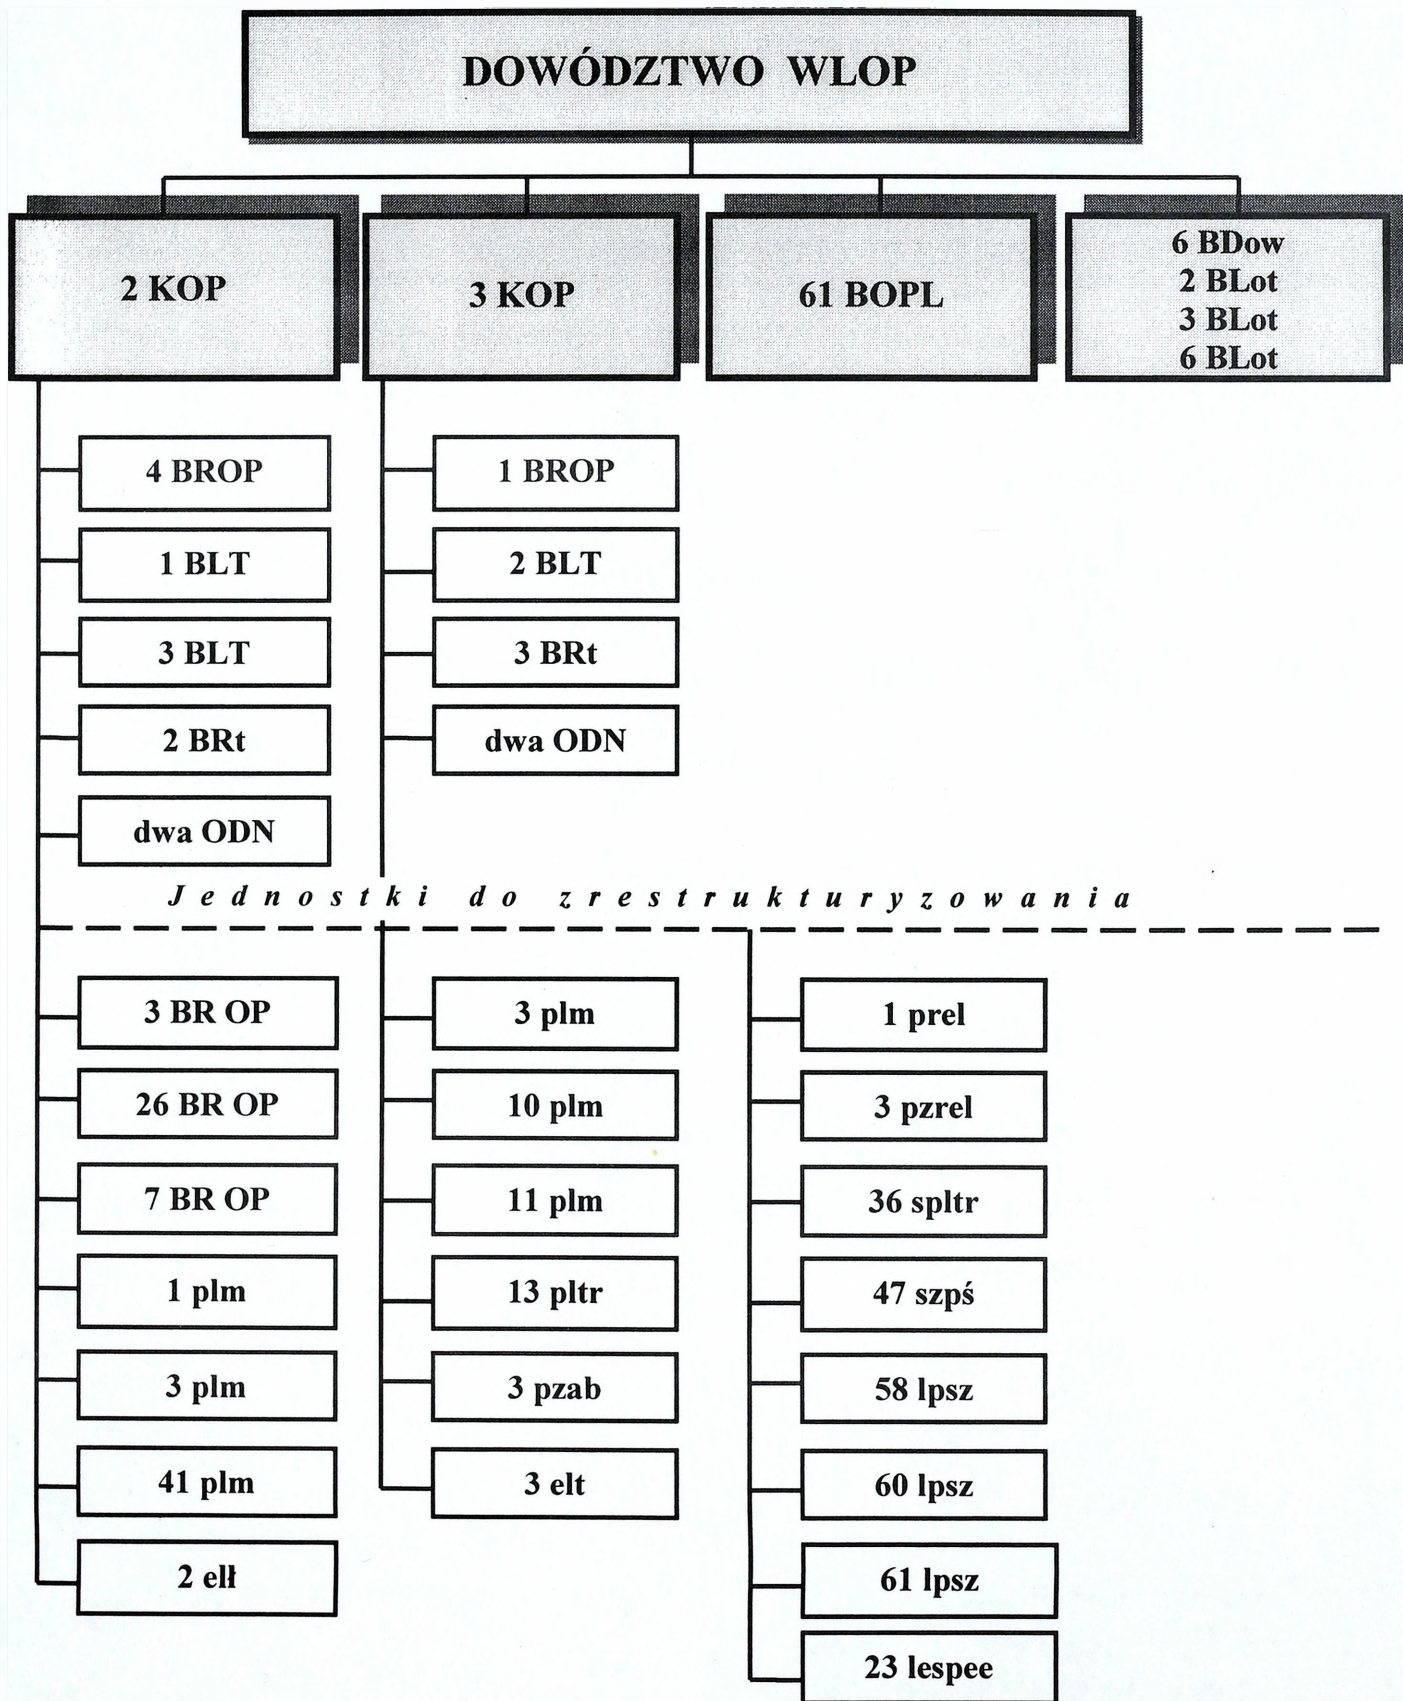 DOWÓDZTWO WLOP
2 KOP
3 KOP
61 BOPL
6 BDow
2 BLot
3 BLot
6 BLot
4 BROP
1 BLT
3 BLT
2 BRt
dwa ODN
1 BROP
2 BLT
3 BRt
dwa ODN
Jednostki do zrestrukturyzowania
3 BR OP
26 BR OP
7 BR OP
1 plm
3 plm
41 plm
2 elł
3 plm
10 plm
11 plm
13 pltr
3 pzab
3 elt
1 prel
3 pzrel
36 spltr
47 szpś
58 lpsz
60 lpsz
61 lpsz
23 lespee